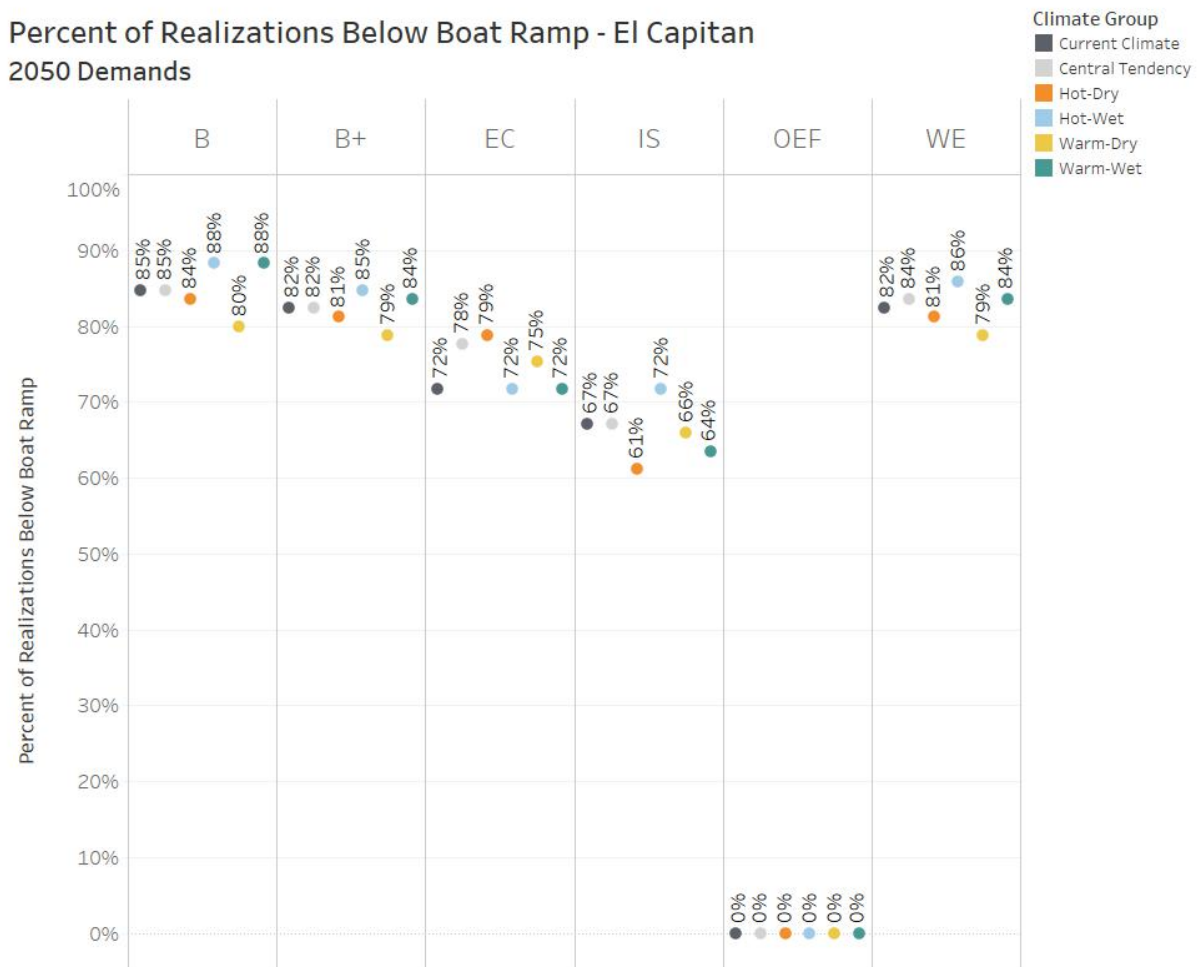 Percent of Realizations Below Boat Ramp - El Capitan
2050 Demands
Climate Group
Current Climate
Central Tendency
Hot-Dry
Hot-Wet
Warm-Dry
Warm-Wet
B B+ EC IS OEF WE
Percent of Realizations Below Boat Ramp
100%
90%
80%
70%
60%
50%
40%
30%
20%
10%
0%
85% 85% 84% 88% 80% 88%
82% 82% 81% 85% 79% 84%
72% 78% 79% 72% 75% 72%
67% 67% 61% 72% 66% 64%
0% 0% 0% 0% 0% 0%
82% 84% 81% 86% 79% 84%